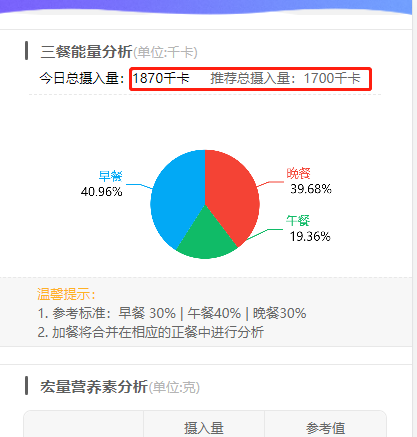 三餐能量分析(单位:千卡)
今日总摄入量：1870千卡 推荐总摄入量：1700千卡
早餐
40.96%
晚餐
39.68%
午餐
19.36%
温馨提示：
1. 参考标准：早餐 30% | 午餐40% | 晚餐30%
2. 加餐将合并在相应的正餐中进行分析
宏量营养素分析(单位:克)
摄入量 参考值